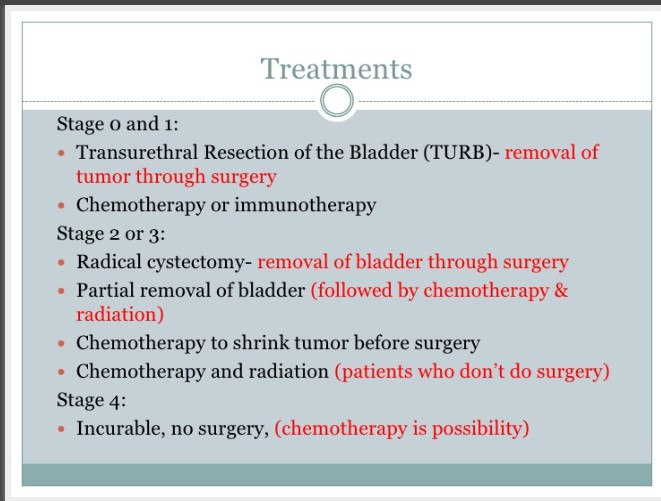 Treatments
Stage 0 and 1:
• Transurethral Resection of the Bladder (TURB)- removal of
tumor through surgery
• Chemotherapy or immunotherapy
Stage 2 or 3:
• Radical cystectomy- removal of bladder through surgery
• Partial removal of bladder (followed by chemotherapy &
radiation)
• Chemotherapy to shrink tumor before surgery
• Chemotherapy and radiation (patients who don't do surgery)
Stage 4:
• Incurable, no surgery, (chemotherapy is possibility)